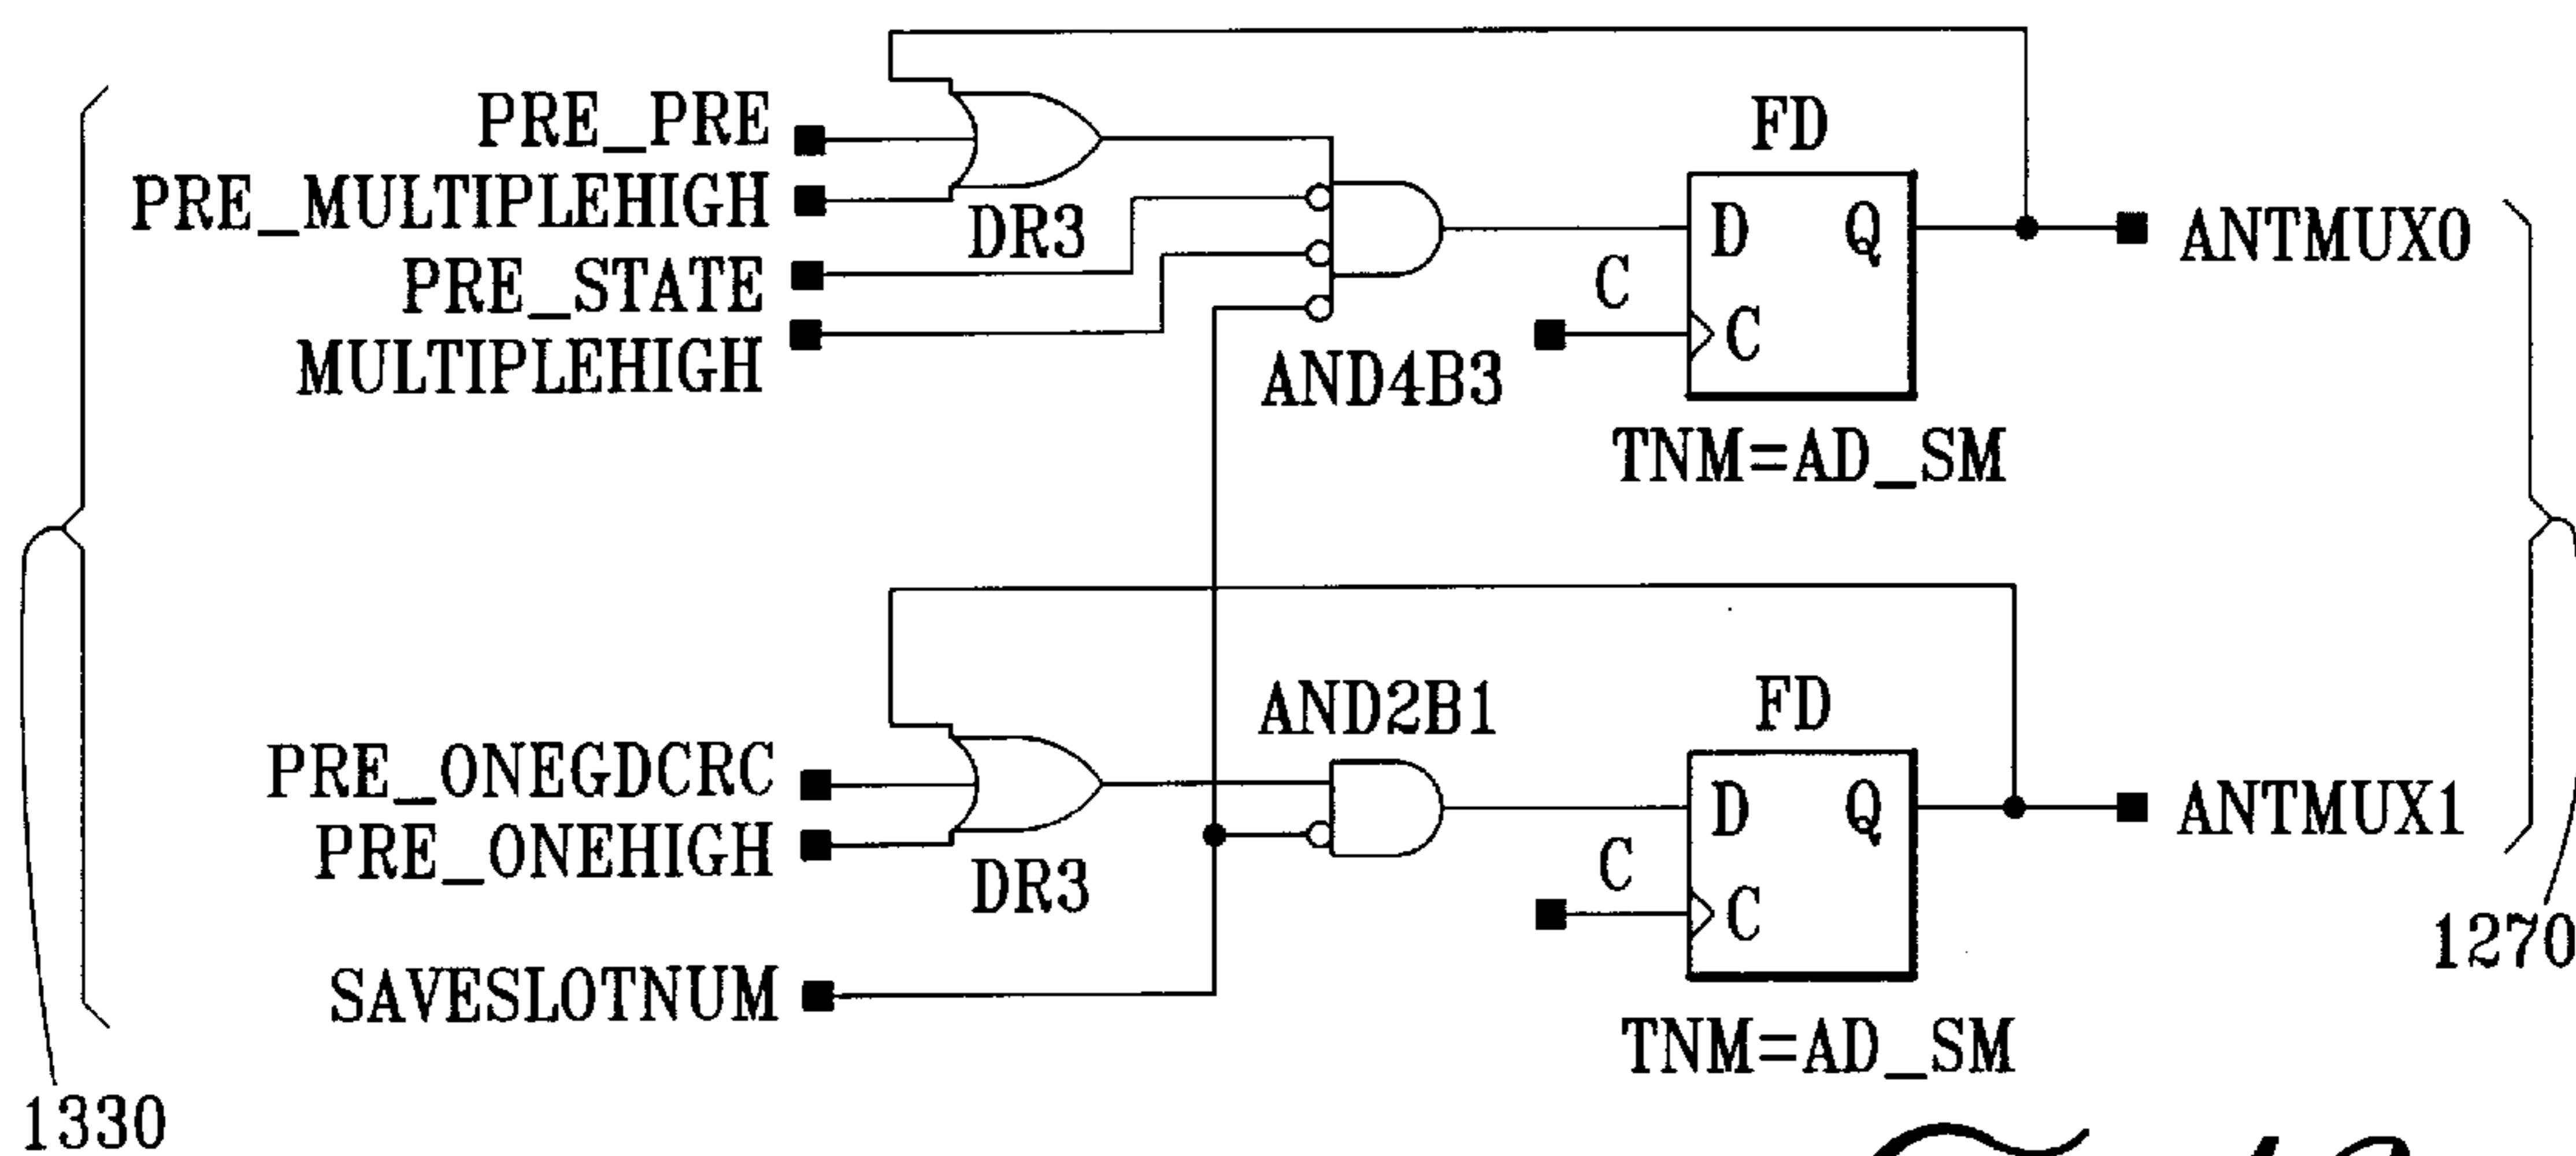 PRE_PRE
PRE_MULTIPLEHIGH
PRE_STATE
MULTIPLEHIGH
DR3
AND4B3
FD
D
Q
C
C
TNM=AD_SM
ANTMUX0
PRE_ONEGDCRC
PRE_ONEHIGH
SAVESLOTNUM
DR3
AND2B1
FD
D
Q
C
C
TNM=AD_SM
ANTMUX1
1330
1270